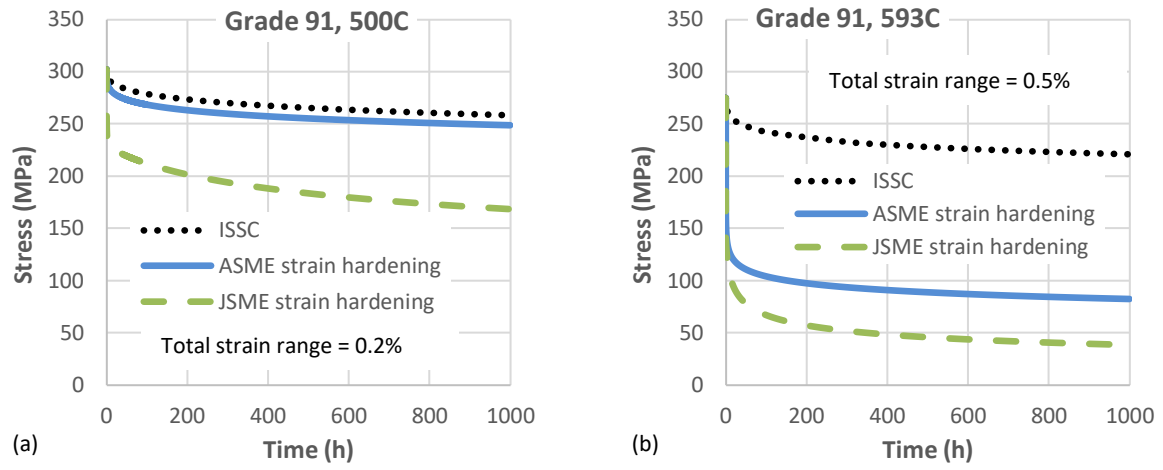 Grade 91, 500C
350
300
250
200
150
100
50
0
Stress (MPa)
ISSC
ASME strain hardening
JSME strain hardening
Total strain range = 0.2%
0 200 400 600 800 1000
Time (h)
(a)
Grade 91, 593C
350
300
250
200
150
100
50
0
Stress (MPa)
Total strain range = 0.5%
ISSC
ASME strain hardening
JSME strain hardening
0 200 400 600 800 1000
Time (h)
(b)